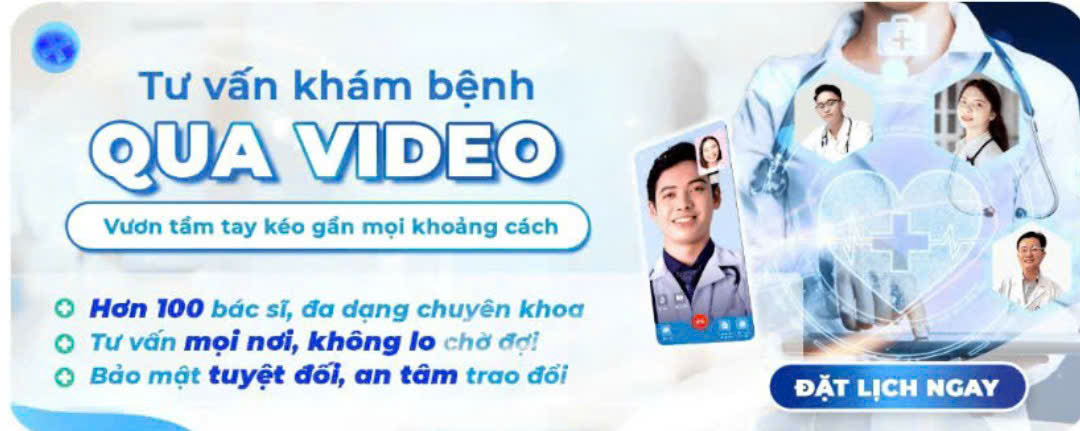 Tư vấn khám bệnh
QUA VIDEO
Vươn tầm tay kéo gần mọi khoảng cách
Hơn 100 bác sĩ, đa dạng chuyên khoa
Tư vấn mọi nơi, không lo chờ đợi
Bảo mật tuyệt đối, an tâm trao đổi
ĐẶT LỊCH NGAY